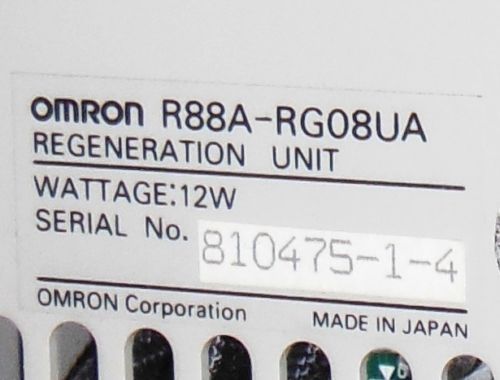 OMRON R88A-RG08UA
REGENERATION UNIT
WATTAGE:12W
SERIAL No. 810475-1-4
OMRON Corporation
MADE IN JAPAN